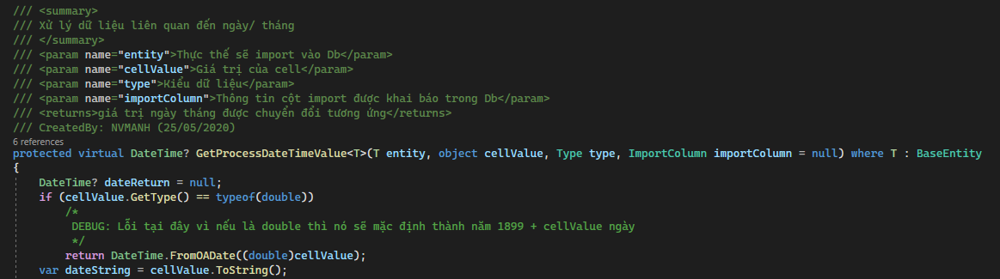 /// <summary>
/// Xử lý dữ liệu liên quan đến ngày/ tháng
/// </summary>
/// <param name="entity">Thực thể sẽ import vào Db</param>
/// <param name="cellValue">Giá trị của cell</param>
/// <param name="type">Kiểu dữ liệu</param>
/// <param name="importColumn">Thông tin cột import được khai báo trong Db</param>
/// <returns>giá trị ngày tháng được chuyển đổi tương ứng</returns>
/// CreatedBy: NVMANH (25/05/2020)
6 references
protected virtual DateTime? GetProcessDateTimeValue<T>(T entity, object cellValue, Type type, ImportColumn importColumn = null) where T : BaseEntity
{
DateTime? dateReturn = null;
if (cellValue.GetType() == typeof(double))
/*
DEBUG: Lỗi tại đây vì nếu là double thì nó sẽ mặc định thành năm 1899 + cellValue ngày
*/
return DateTime.FromOADate((double)cellValue);
var dateString = cellValue.ToString();